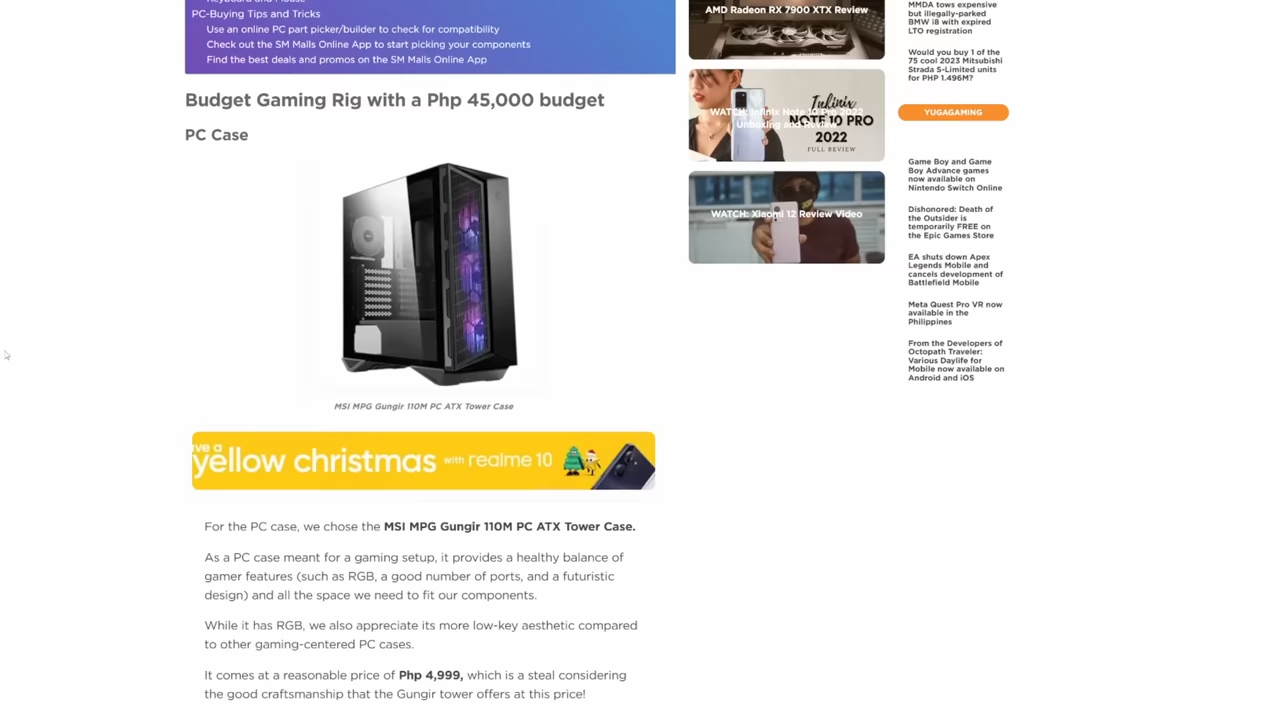 PC-Buying Tips and Tricks
Use an online PC part picker/builder to check for compatibility
Check out the SM Malls Online App to start picking your components
Find the best deals and promos on the SM Malls Online App
Budget Gaming Rig with a Php 45,000 budget
PC Case
MSI MPG Gungir 110M PC ATX Tower Case
ve a
yellow christmas with realme 10
For the PC case, we chose the MSI MPG Gungir 110M PC ATX Tower Case.
As a PC case meant for a gaming setup, it provides a healthy balance of
gamer features (such as RGB, a good number of ports, and a futuristic
design) and all the space we need to fit our components.
While it has RGB, we also appreciate its more low-key aesthetic compared
to other gaming-centered PC cases.
It comes at a reasonable price of Php 4,999, which is a steal considering
the good craftsmanship that the Gungir tower offers at this price!
AMD Radeon RX 7900 XTX Review
Infinix
NOTE 10 PRO
2022
FULL REVIEW
WATCH: Infinix Note 10 Pro 2022
Unboxing and Review
WATCH: Xiaomi 12 Review Video
MMDA tows expensive
but illegally-parked
BMW i8 with expired
LTO registration
Would you buy 1 of the
75 cool 2023 Mitsubishi
Strada S-Limited units
for PHP 1.496M?
YUGAGAMING
Game Boy and Game
Boy Advance games
now available on
Nintendo Switch Online
Dishonored: Death of
the Outsider is
temporarily FREE on
the Epic Games Store
EA shuts down Apex
Legends Mobile and
cancels development of
Battlefield Mobile
Meta Quest Pro VR now
available in the
Philippines
From the Developers of
Octopath Traveler:
Various Daylife for
Mobile now available on
Android and iOS